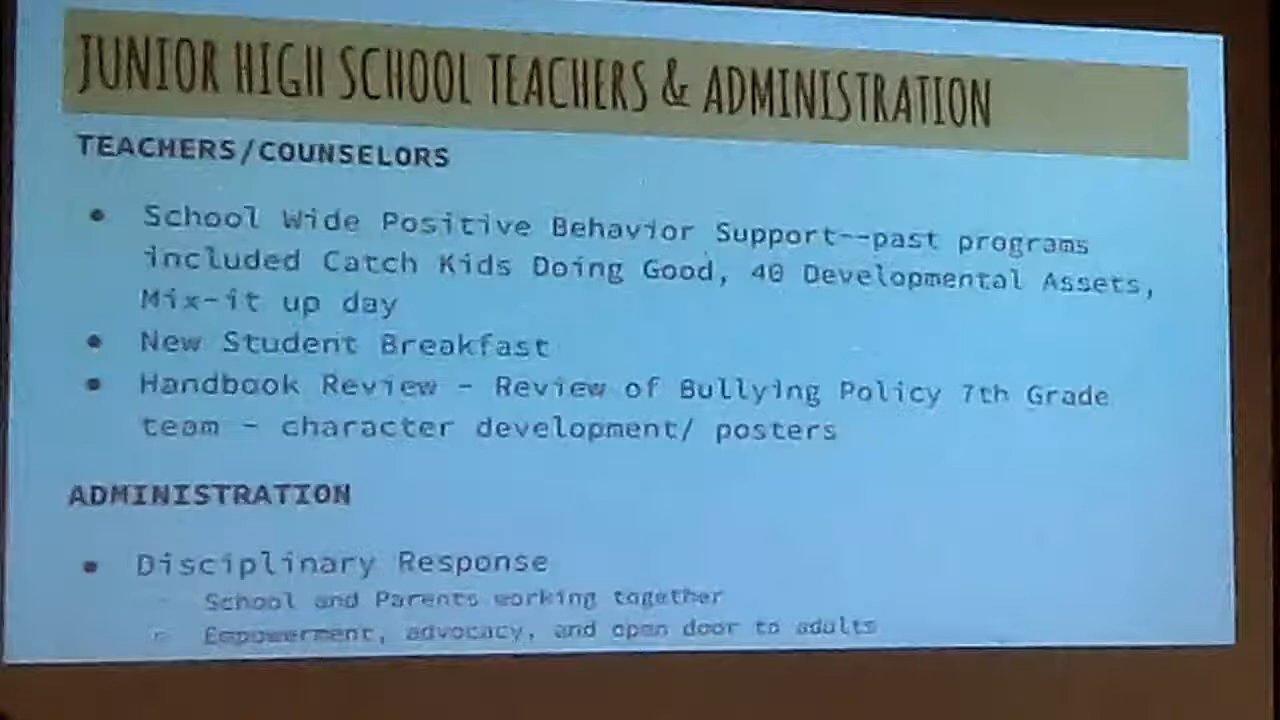 JUNIOR HIGH SCHOOL TEACHERS & ADMINISTRATION
TEACHERS/COUNSELORS
● School Wide Positive Behavior Support--past programs
included Catch Kids Doing Good, 40 Developmental Assets,
Mix-it up day
● New Student Breakfast
● Handbook Review - Review of Bullying Policy 7th Grade
team - character development/ posters
ADMINISTRATION
● Disciplinary Response
School and Parents working together
Empowerment, advocacy, and open door to adults